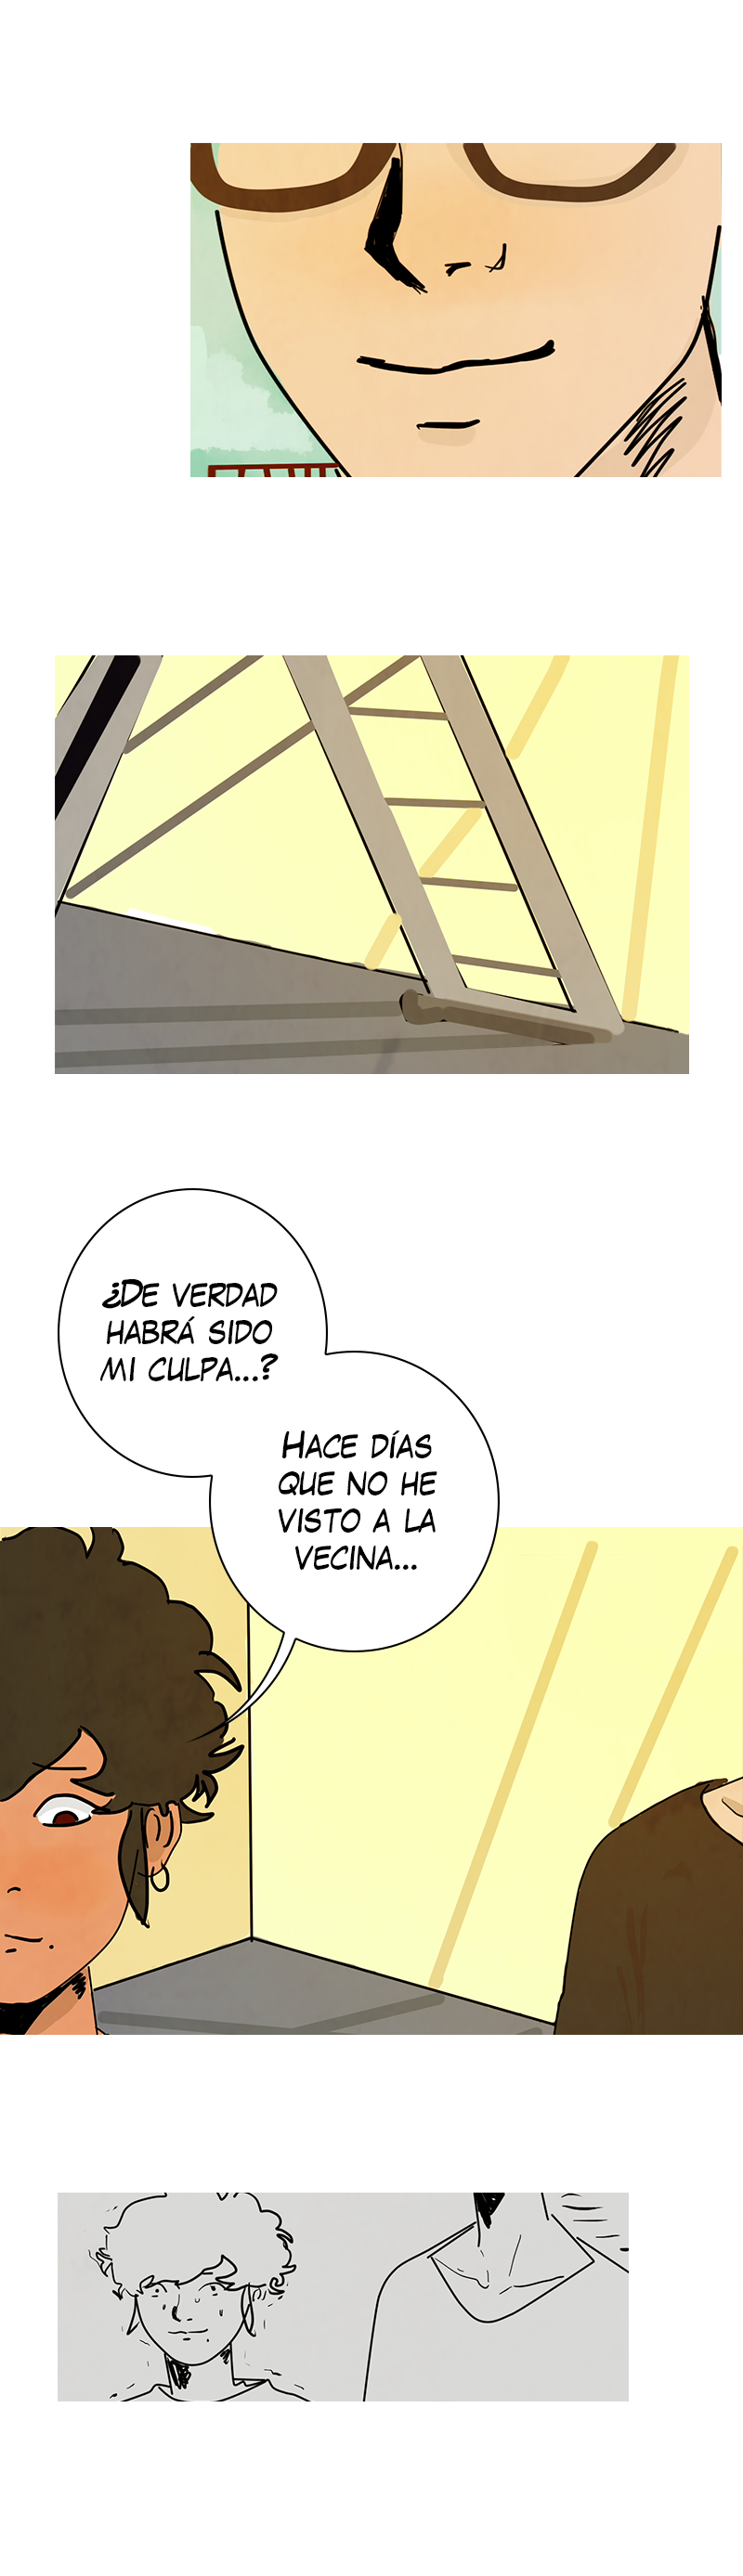 ¿De verdad
habrá sido
mi culpa...?
Hace días
que no he
visto a la
vecina...